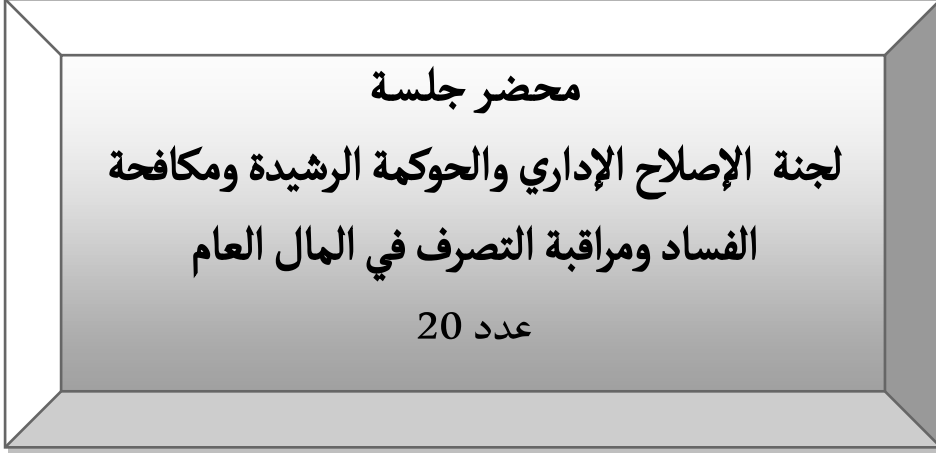 محضر جلسة
لجنة الإصلاح الإداري والحوكمة الرشيدة ومكافحة
الفساد ومراقبة التصرف في المال العام
عدد 20